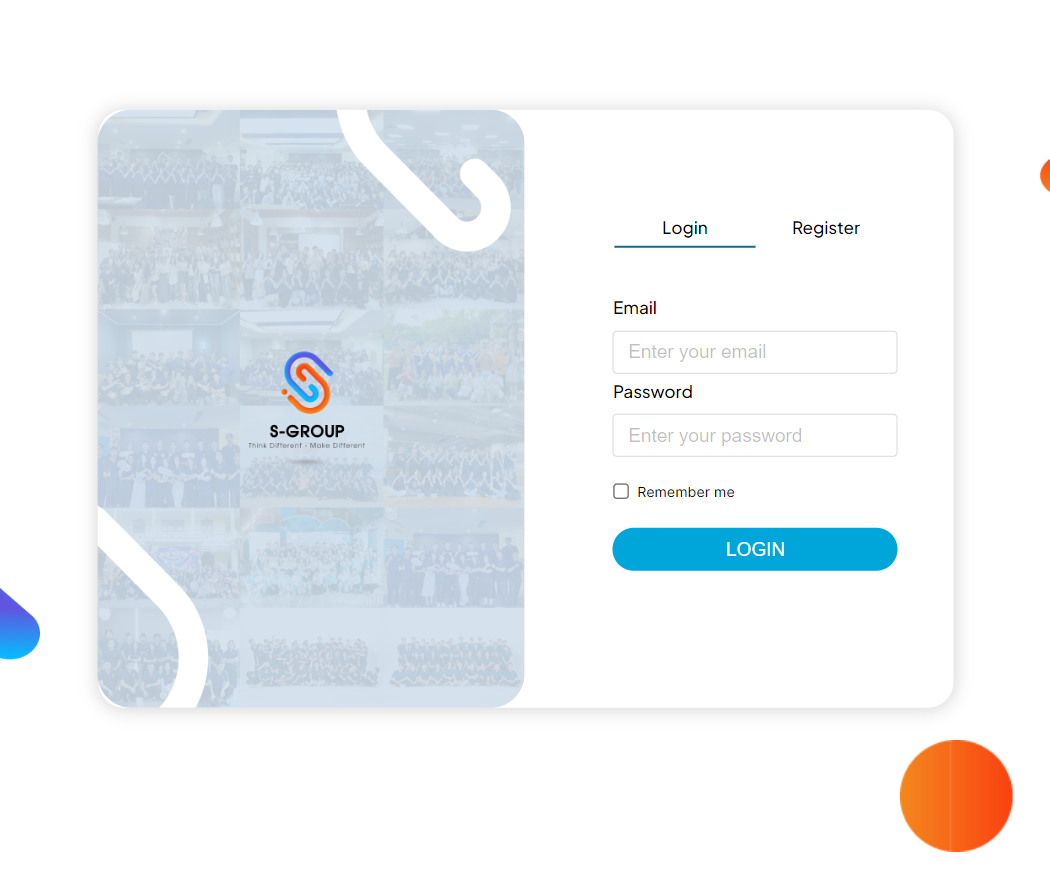 S-GROUP
Think Different - Make Different
Login
Register
Email
Enter your email
Password
Enter your password
Remember me
LOGIN